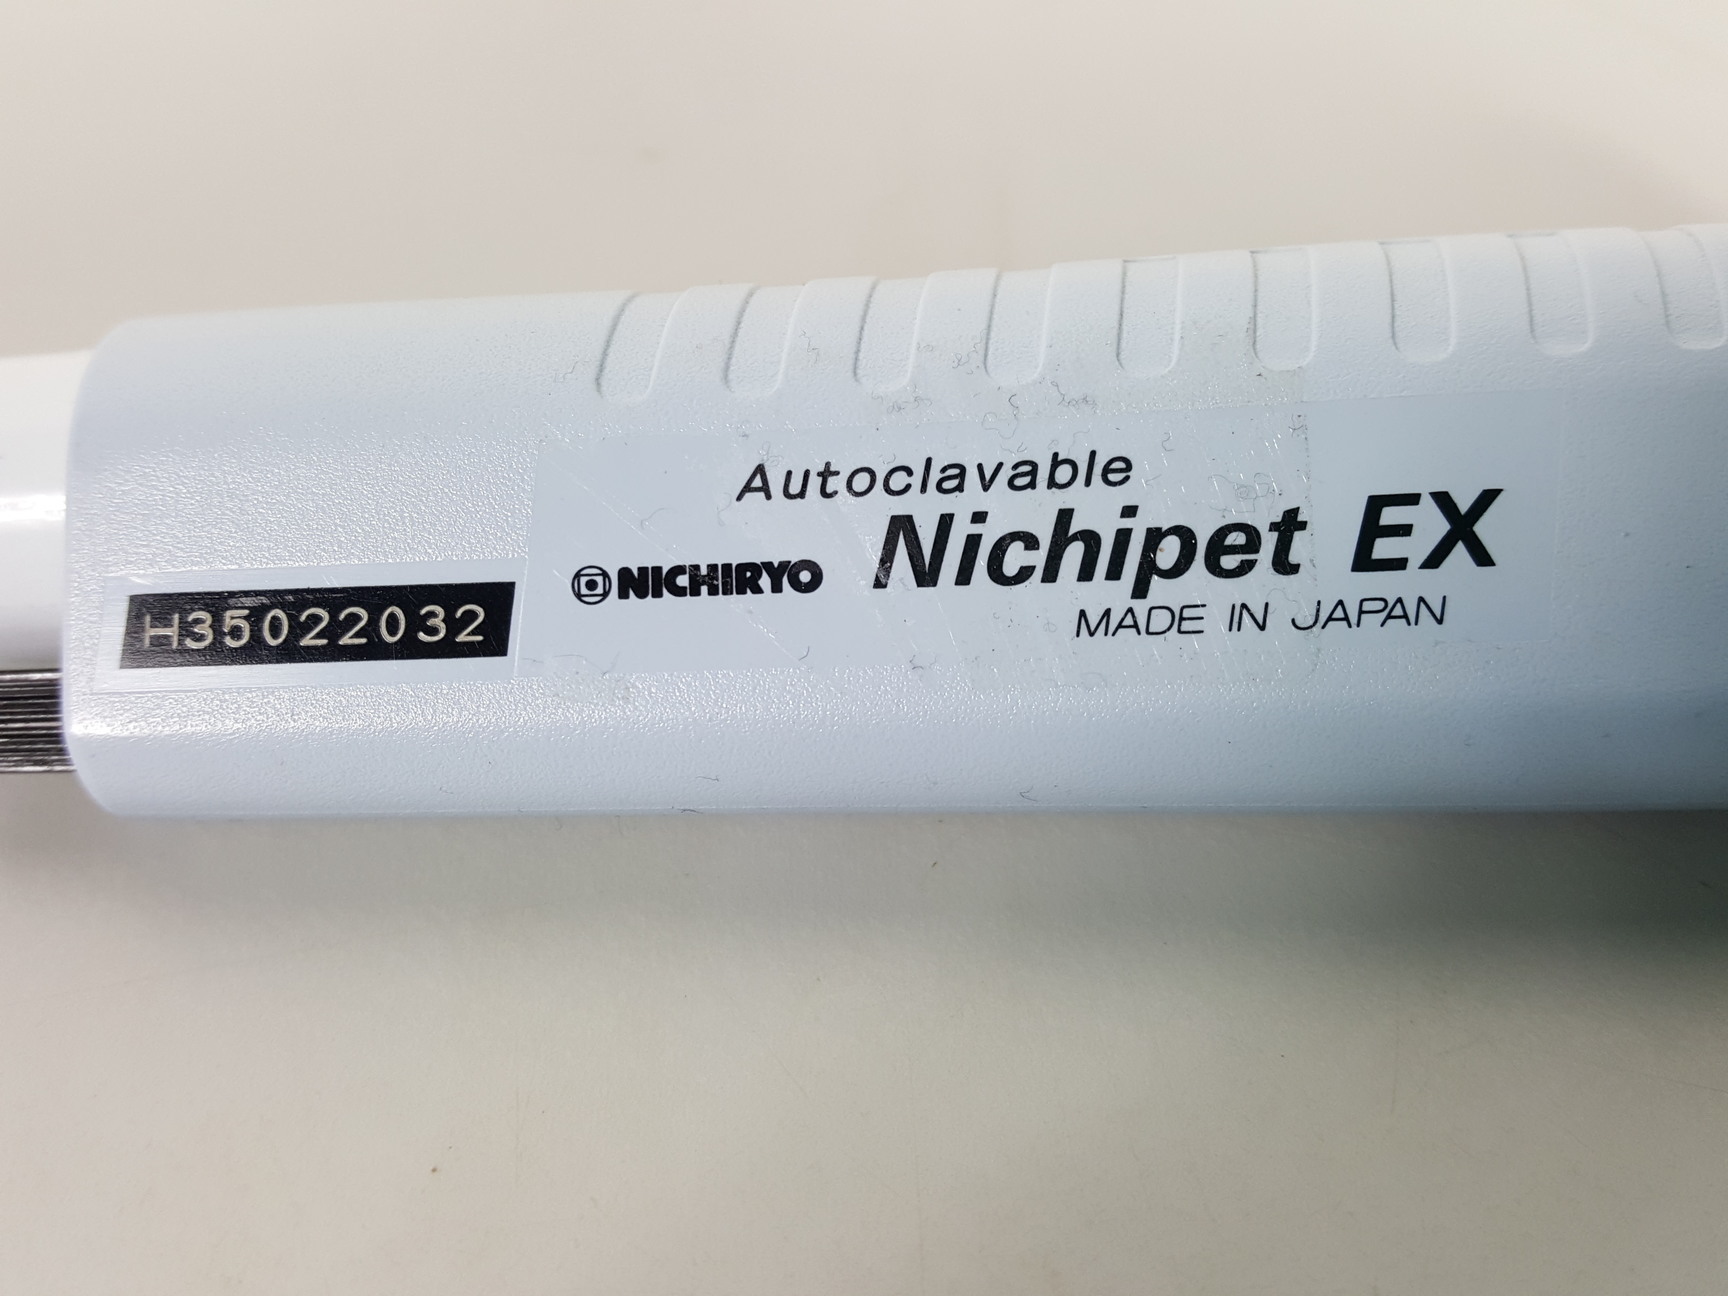 Autoclavable
NICHIRYO Nichipet EX
MADE IN JAPAN
H35022032